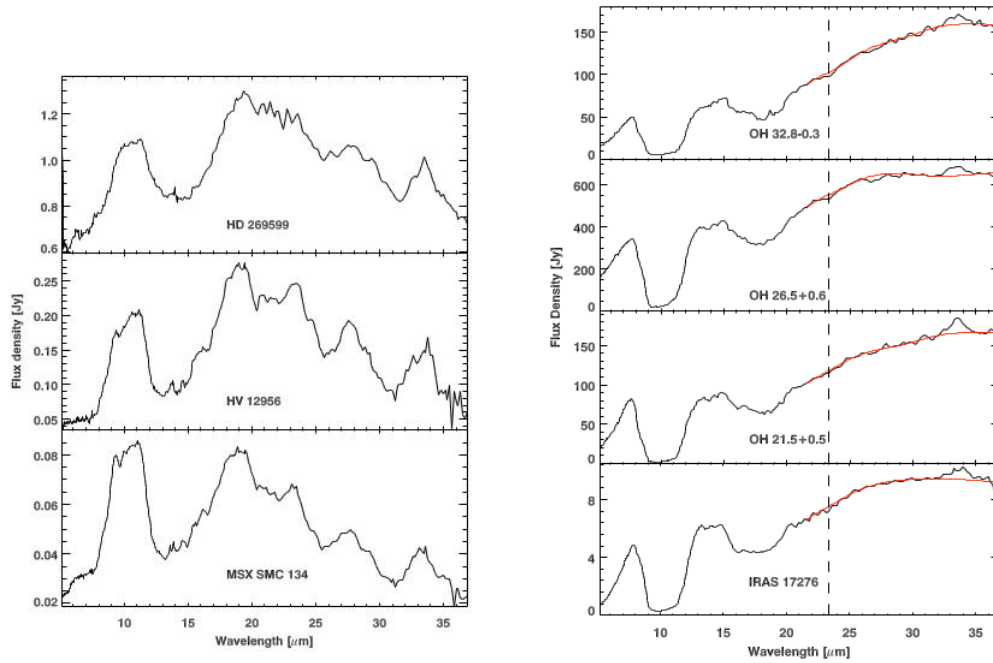 1.2
1.0
0.8
0.6
HD 269599
0.25
0.20
0.15
0.10
0.05
HV 12956
Flux density [Jy]
0.08
0.06
0.04
0.02
MSX SMC 134
10 15 20 25 30 35
Wavelength [μm]
150
100
50
0
OH 32.8-0.3
600
400
200
0
OH 26.5+0.6
Flux Density [Jy]
150
100
50
0
OH 21.5+0.5
8
4
0
IRAS 17276
10 15 20 25 30 35
Wavelength [μm]